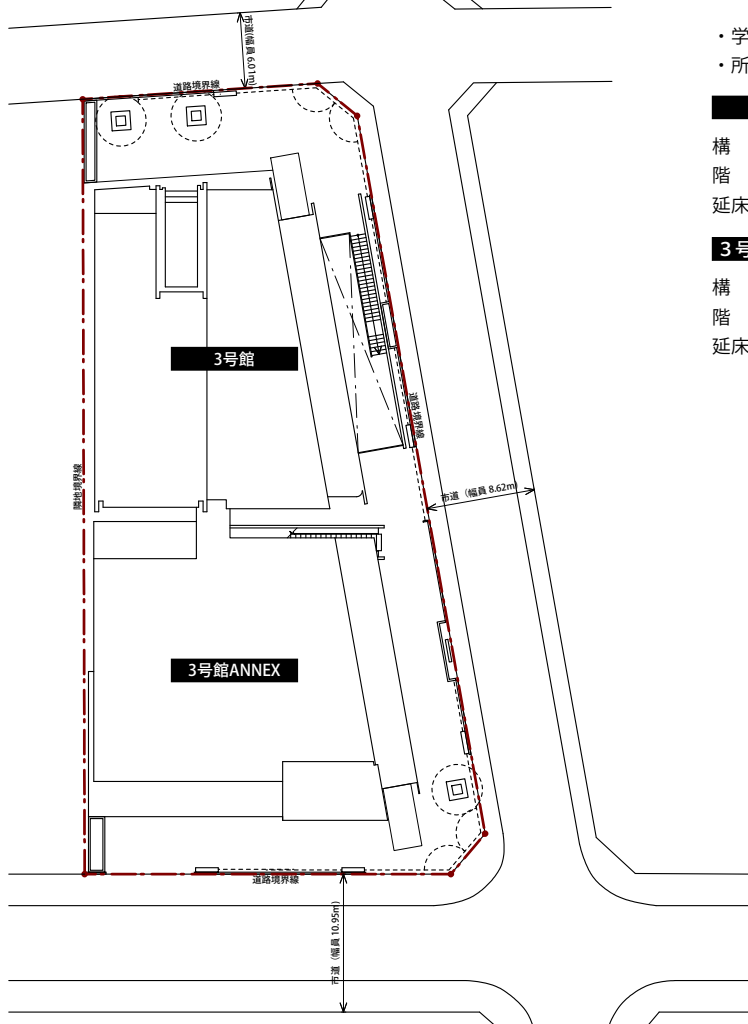 市道(幅員 6.01m)
道路境界線
・学
・所
構
階
延床
3号
構
階
延床
3号館
道路境界線
隣地境界線
市道（幅員 8.62m）
3号館ANNEX
道路境界線
市道（幅員 10.95m）